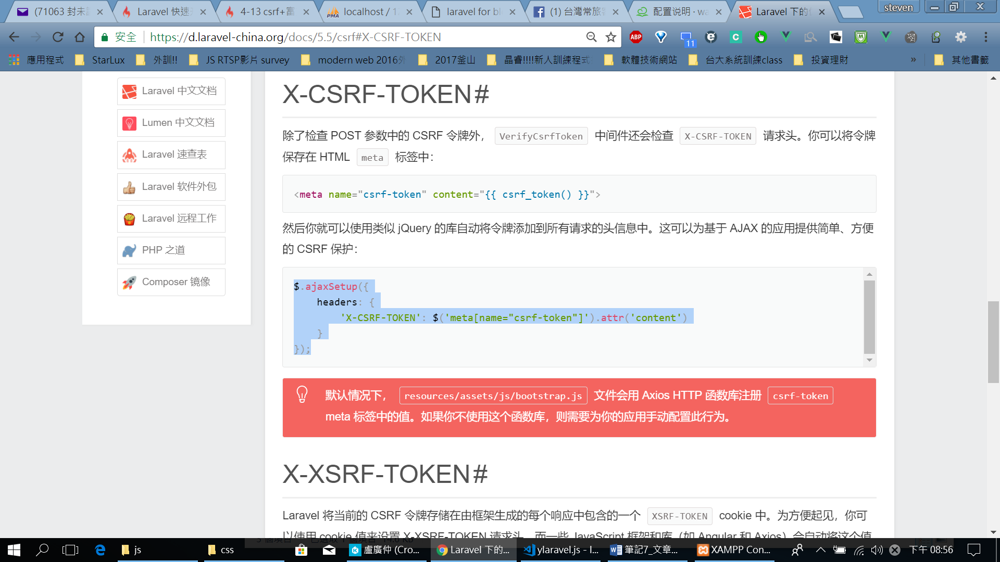 (71063 封未
Laravel 快速
4-13 csrf+富
localhost / 1
laravel for b
(1) 台灣常旅
配置说明 · wa
Laravel 下的
steven
安全
https://d.laravel-china.org/docs/5.5/csrf#X-CSRF-TOKEN
ABP
11
應用程式
StarLux
外訓!!
JS RTSP影片 survey
modern web 2016
2017釜山
晶睿!!!!新人訓練程式
軟體技術網站
台大系統訓練class
投資理財
»
其他書籤
Laravel 中文文档
Lumen 中文文档
Laravel 速查表
Laravel 软件外包
Laravel 远程工作
PHP 之道
Composer 镜像
X-CSRF-TOKEN#
除了检查 POST 参数中的 CSRF 令牌外， VerifyCsrfToken 中间件还会检查 X-CSRF-TOKEN 请求头。你可以将令牌
保存在 HTML meta 标签中：
<meta name="csrf-token" content="{{ csrf_token() }}">
然后你就可以使用类似 jQuery 的库自动将令牌添加到所有请求的头信息中。这可以为基于 AJAX 的应用提供简单、方便
的 CSRF 保护：
$.ajaxSetup({
    headers: {
        'X-CSRF-TOKEN': $('meta[name="csrf-token"]').attr('content')
    }
});
默认情况下， resources/assets/js/bootstrap.js 文件会用 Axios HTTP 函数库注册 csrf-token
meta 标签中的值。如果你不使用这个函数库，则需要为你的应用手动配置此行为。
X-XSRF-TOKEN#
Laravel 将当前的 CSRF 令牌存储在由框架生成的每个响应中包含的一个 XSRF-TOKEN cookie 中。为方便起见，你可
以使用 cookie 值来设置 X-XSRF-TOKEN 请求头，而一些 JavaScript 框架和库（如 Angular 和 Axios）会自动将这个值
js
css
盧廣仲 (Cro...
Laravel 下的...
ylaravel.js - l...
筆記7_文章...
XAMPP Con...
下午 08:56